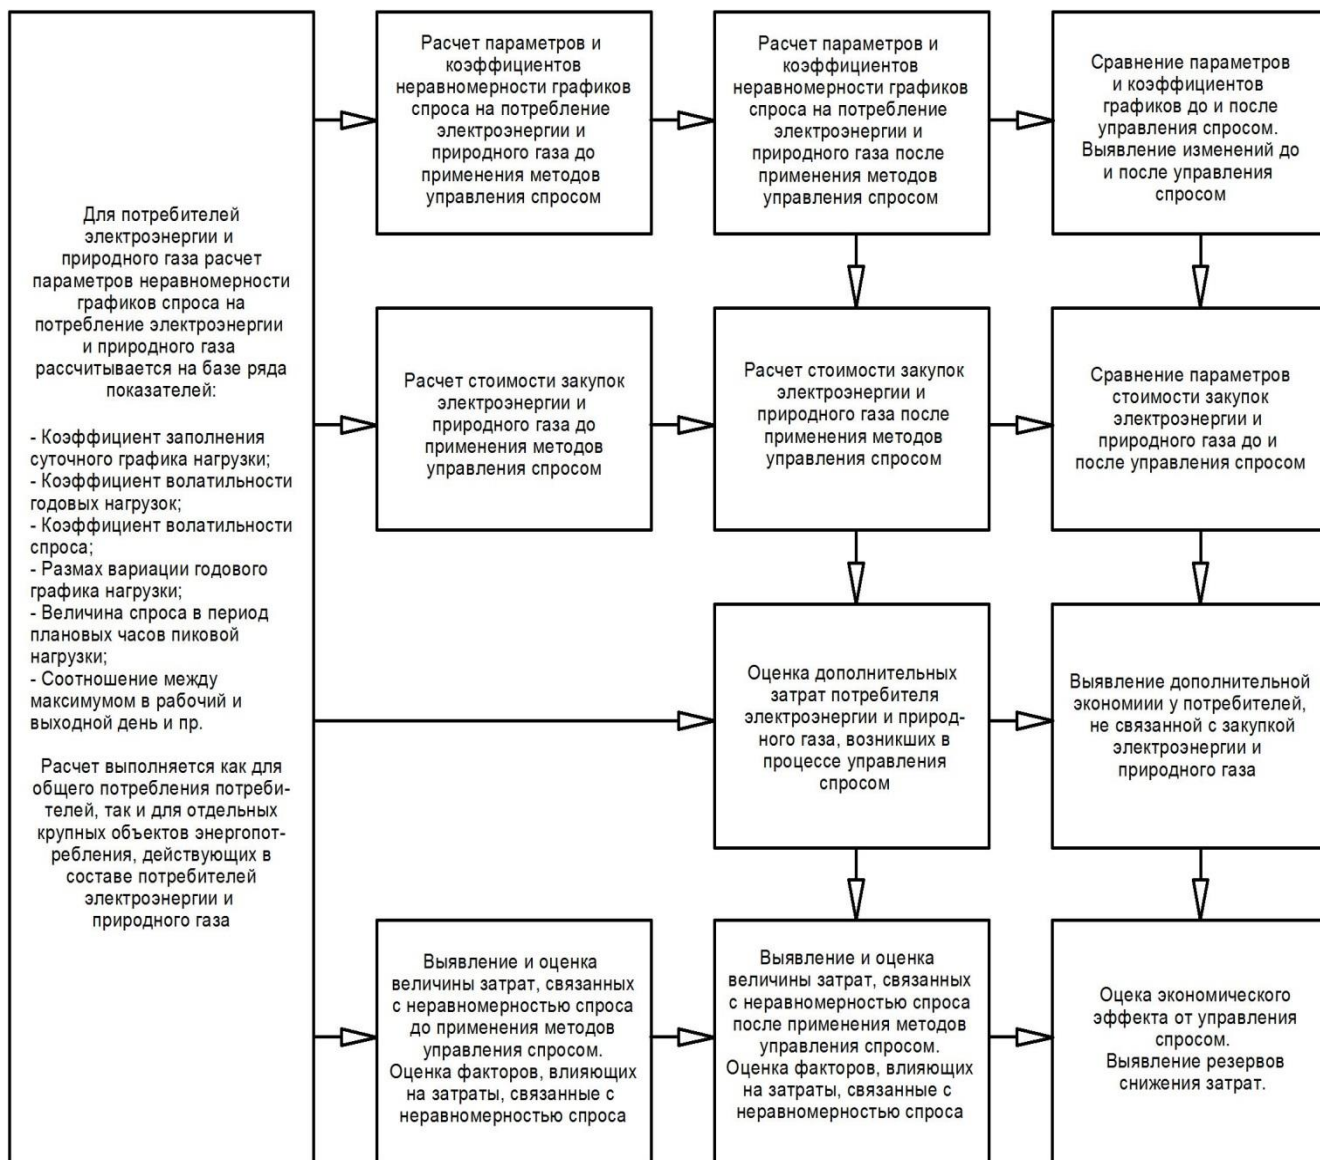 Для потребителей
электроэнергии и
природного газа расчет
параметров неравномерности
графиков спроса на
потребление электроэнергии
и природного газа
рассчитывается на базе ряда
показателей:
- Коэффициент заполнения
суточного графика нагрузки;
- Коэффициент волатильности
годовых нагрузок;
- Коэффициент волатильности
спроса;
- Размах вариации годового
графика нагрузки;
- Величина спроса в период
плановых часов пиковой
нагрузки;
- Соотношение между
максимумом в рабочий и
выходной день и пр.
Расчет выполняется как для
общего потребления потреби-
телей, так и для отдельных
крупных объектов энергопот-
ребления, действующих в
составе потребителей
электроэнергии и
природного газа
Расчет параметров и
коэффициентов
неравномерности графиков
спроса на потребление
электроэнергии и
природного газа до
применения методов
управления спросом
Расчет параметров и
коэффициентов
неравномерности графиков
спроса на потребление
электроэнергии и
природного газа после
применения методов
управления спросом
Сравнение параметров
и коэффициентов
графиков до и после
управления спросом.
Выявление изменений до
и после управления
спросом
Расчет стоимости закупок
электроэнергии и
природного газа до
применения методов
управления спросом
Расчет стоимости закупок
электроэнергии и
природного газа после
применения методов
управления спросом
Сравнение параметров
стоимости закупок
электроэнергии и
природного газа до и
после управления спросом
Оценка дополнительных
затрат потребителя
электроэнергии и природ-
ного газа, возникших в
процессе управления
спросом
Выявление дополнительной
экономиии у потребителей,
не связанной с закупкой
электроэнергии и
природного газа
Выявление и оценка
величины затрат, связанных
с неравномерностью спроса
до применения методов
управления спросом.
Оценка факторов, влияющих
на затраты, связанные с
неравномерностью спроса
Выявление и оценка
величины затрат, связанных
с неравномерностью спроса
после применения методов
управления спросом.
Оценка факторов, влияющих
на затраты, связанные с
неравномерностью спроса
Оцека экономического
эффекта от управления
спросом.
Выявление резервов
снижения затрат.